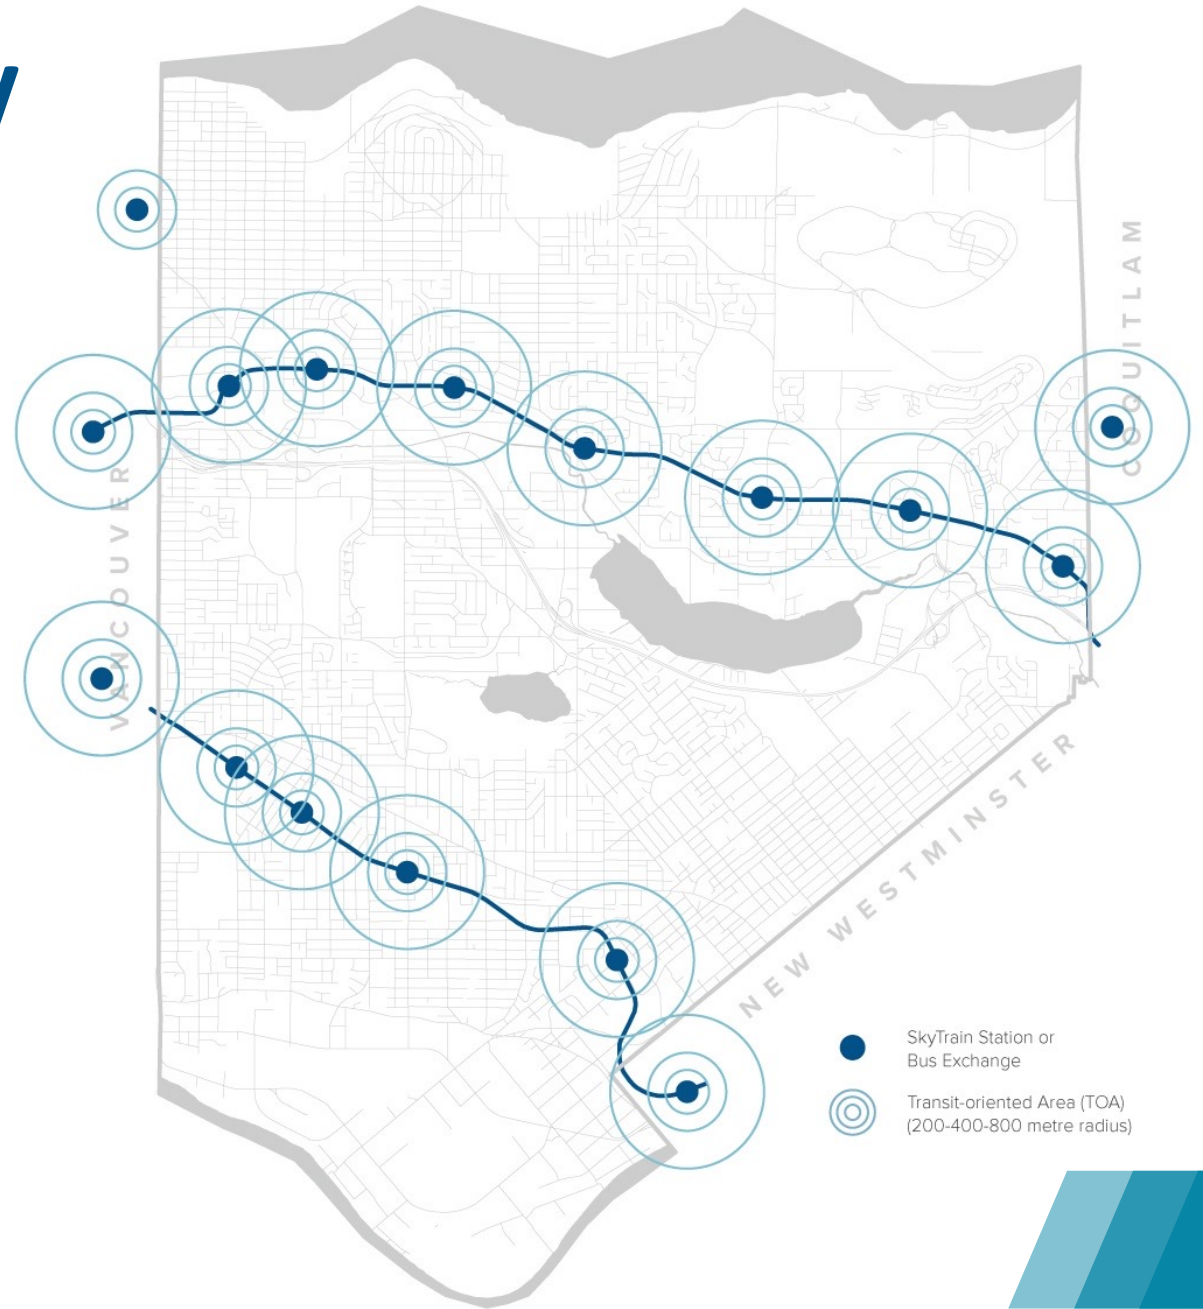 COQUITLAM
VANCOUVER
NEW WESTMINSTER
SkyTrain Station or
Bus Exchange
Transit-oriented Area (TOA)
(200-400-800 metre radius)